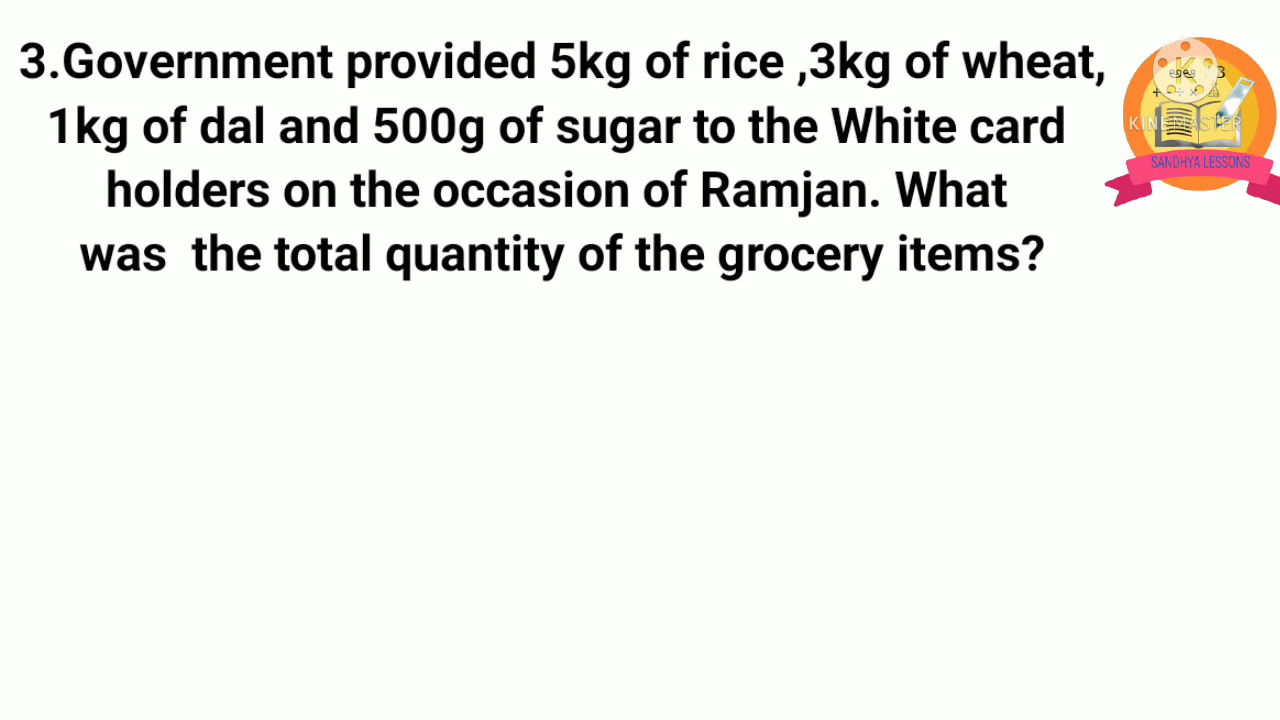 3.Government provided 5kg of rice ,3kg of wheat,
1kg of dal and 500g of sugar to the White card
holders on the occasion of Ramjan. What
was  the total quantity of the grocery items?
KINEMASTER
SANDHYA LESSONS